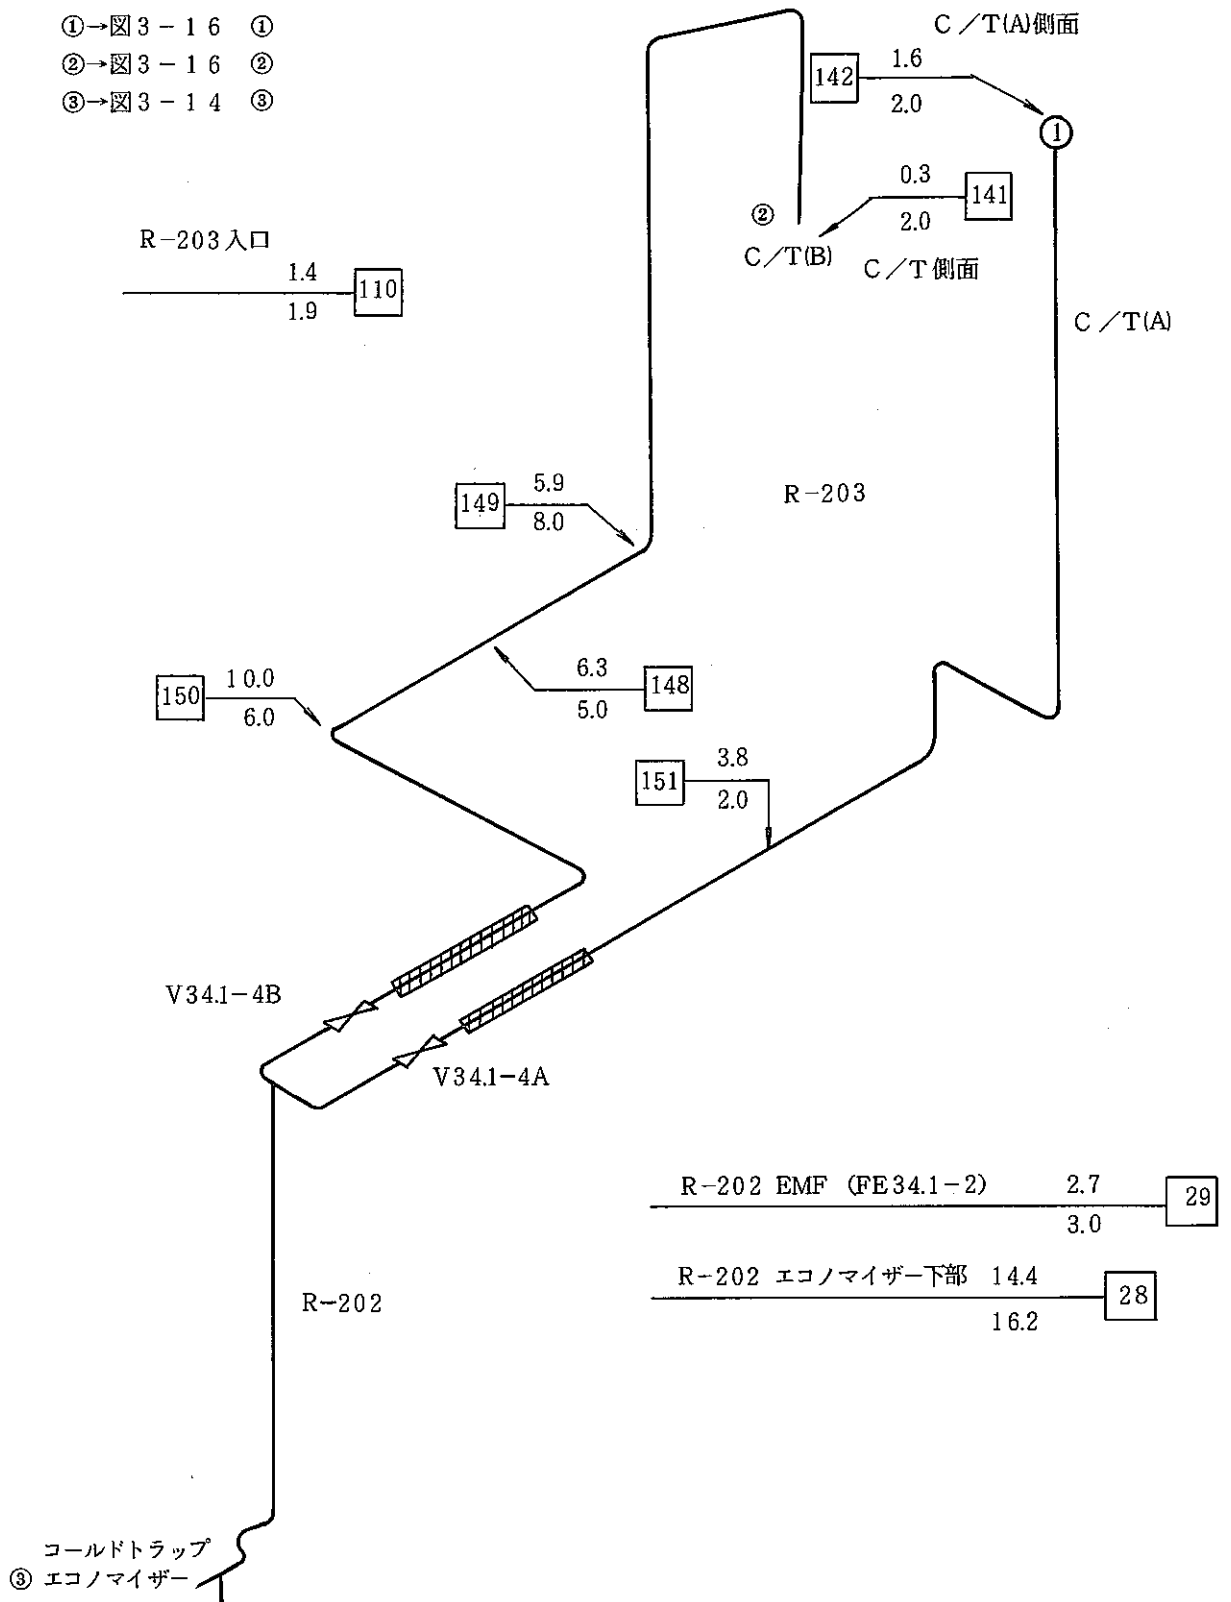 ①→図3-16 ①
②→図3-16 ②
③→図3-14 ③
C/T(A)側面
142
1.6
2.0
①
0.3
2.0
141
②
C/T(B)
C/T側面
R-203入口
1.4
1.9
110
C/T(A)
149
5.9
8.0
R-203
150
10.0
6.0
6.3
5.0
148
151
3.8
2.0
V34.1-4B
V34.1-4A
R-202 EMF (FE34.1-2) 2.7
3.0
29
R-202 エコノマイザー下部 14.4
16.2
28
R-202
コールドトラップ
③ エコノマイザー